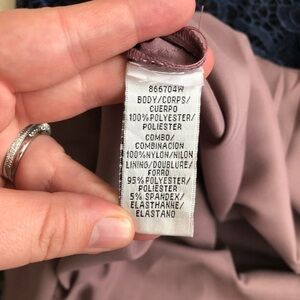 866704W
BODY/CORPS/
CUERPO
100%POLYESTER/
POLIESTER
COMBO/
COMBINACION
100%NYLON/NILON
LINING/DOUBLURE/
FORRO
95%POLYESTER/
POLIÉSTER
5% SPANDEX/
ELASTHANNE/
ELASTANO